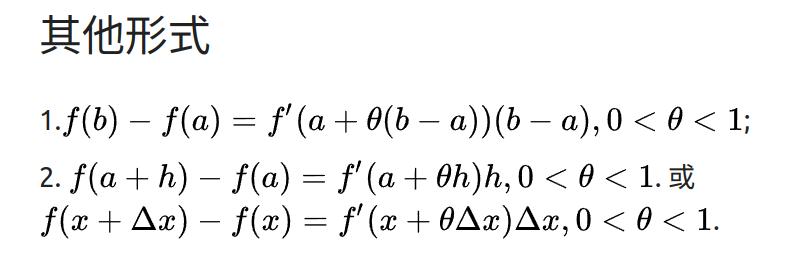 其他形式
1.f(b) − f(a) = f′(a + θ(b − a))(b − a), 0 < θ < 1;
2. f(a + h) − f(a) = f′(a + θh)h, 0 < θ < 1. 或
f(x + Δx) − f(x) = f′(x + θΔx)Δx, 0 < θ < 1.